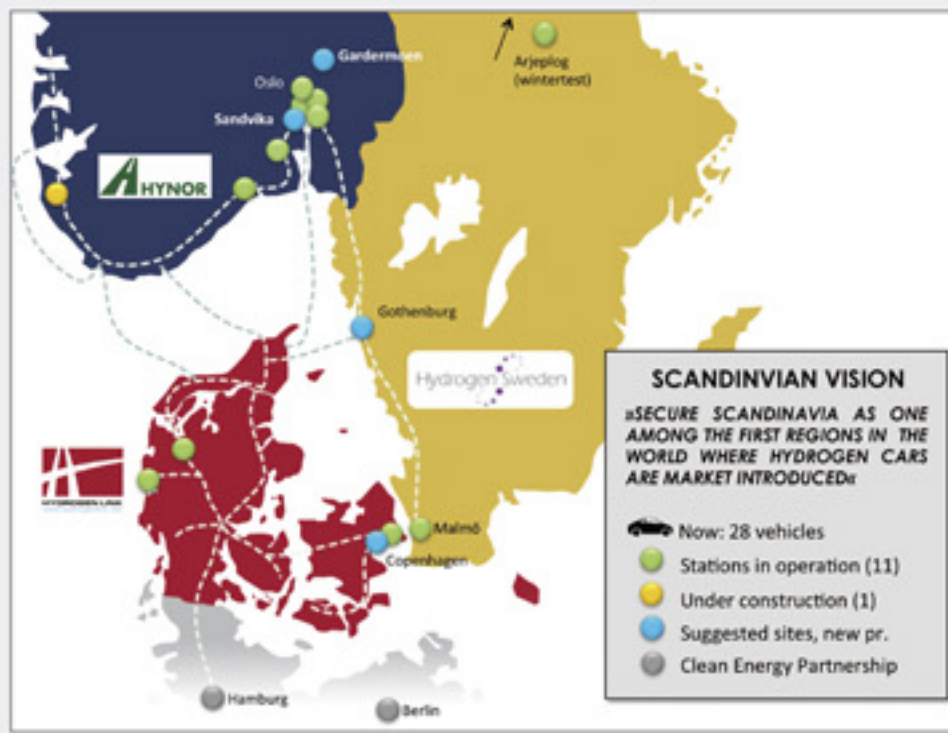 Gardermoen
Arjeplog
(wintertest)
Oslo
Sandvika
HYNOR
Gothenburg
Hydrogen Sweden
SCANDINVIAN VISION
»SECURE SCANDINAVIA AS ONE
AMONG THE FIRST REGIONS IN THE
WORLD WHERE HYDROGEN CARS
ARE MARKET INTRODUCED«
HYDROGEN LINK
Now: 28 vehicles
Malmö
Copenhagen
Stations in operation (11)
Under construction (1)
Suggested sites, new pr.
Clean Energy Partnership
Hamburg
Berlin